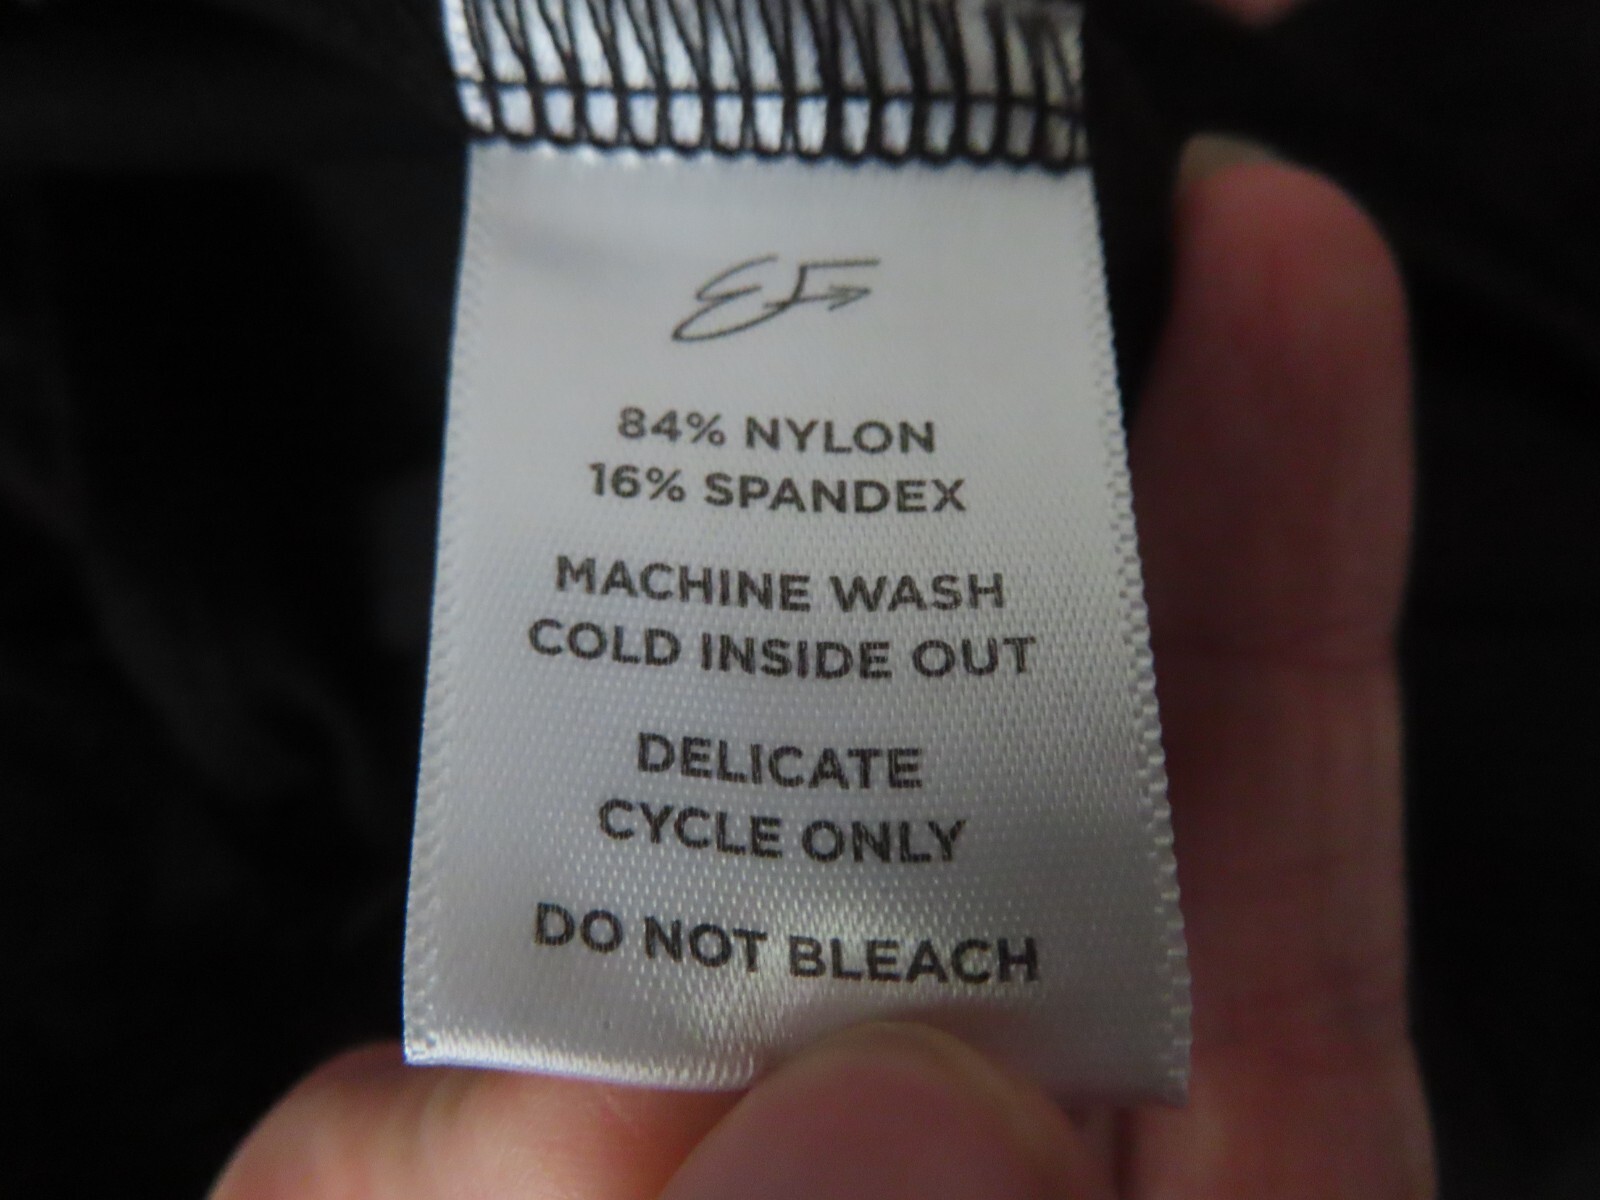 EF
84% NYLON
16% SPANDEX
MACHINE WASH
COLD INSIDE OUT
DELICATE
CYCLE ONLY
DO NOT BLEACH